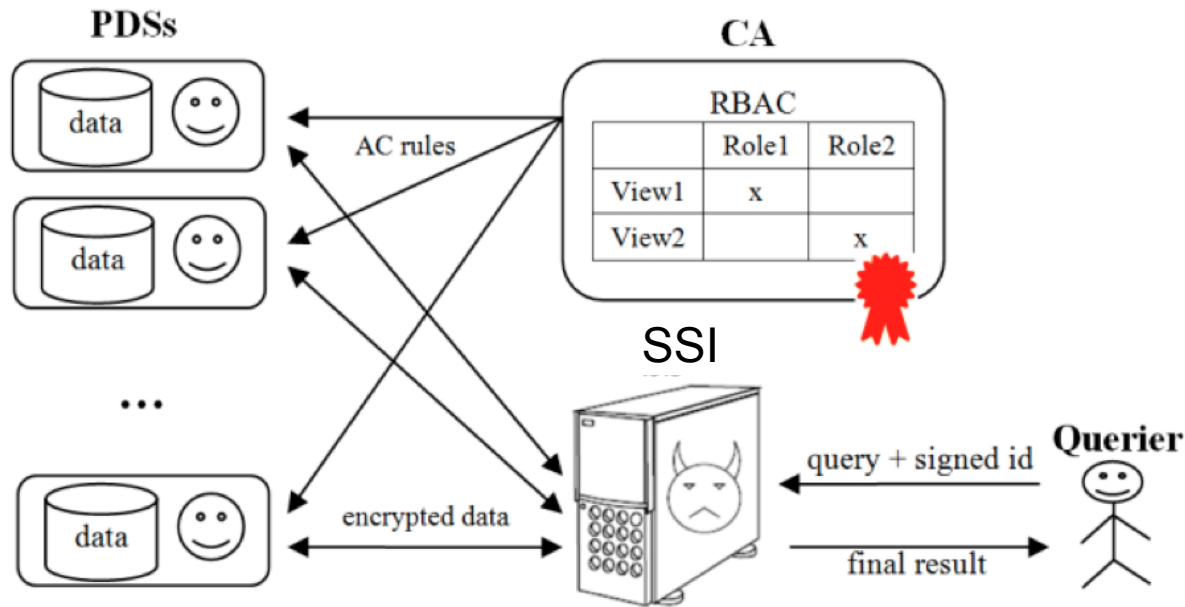 PDSs
CA
data
RBAC
Role1 Role2
AC rules
View1 x
View2 x
data
SSI
...
Querier
query + signed id
encrypted data
data
final result